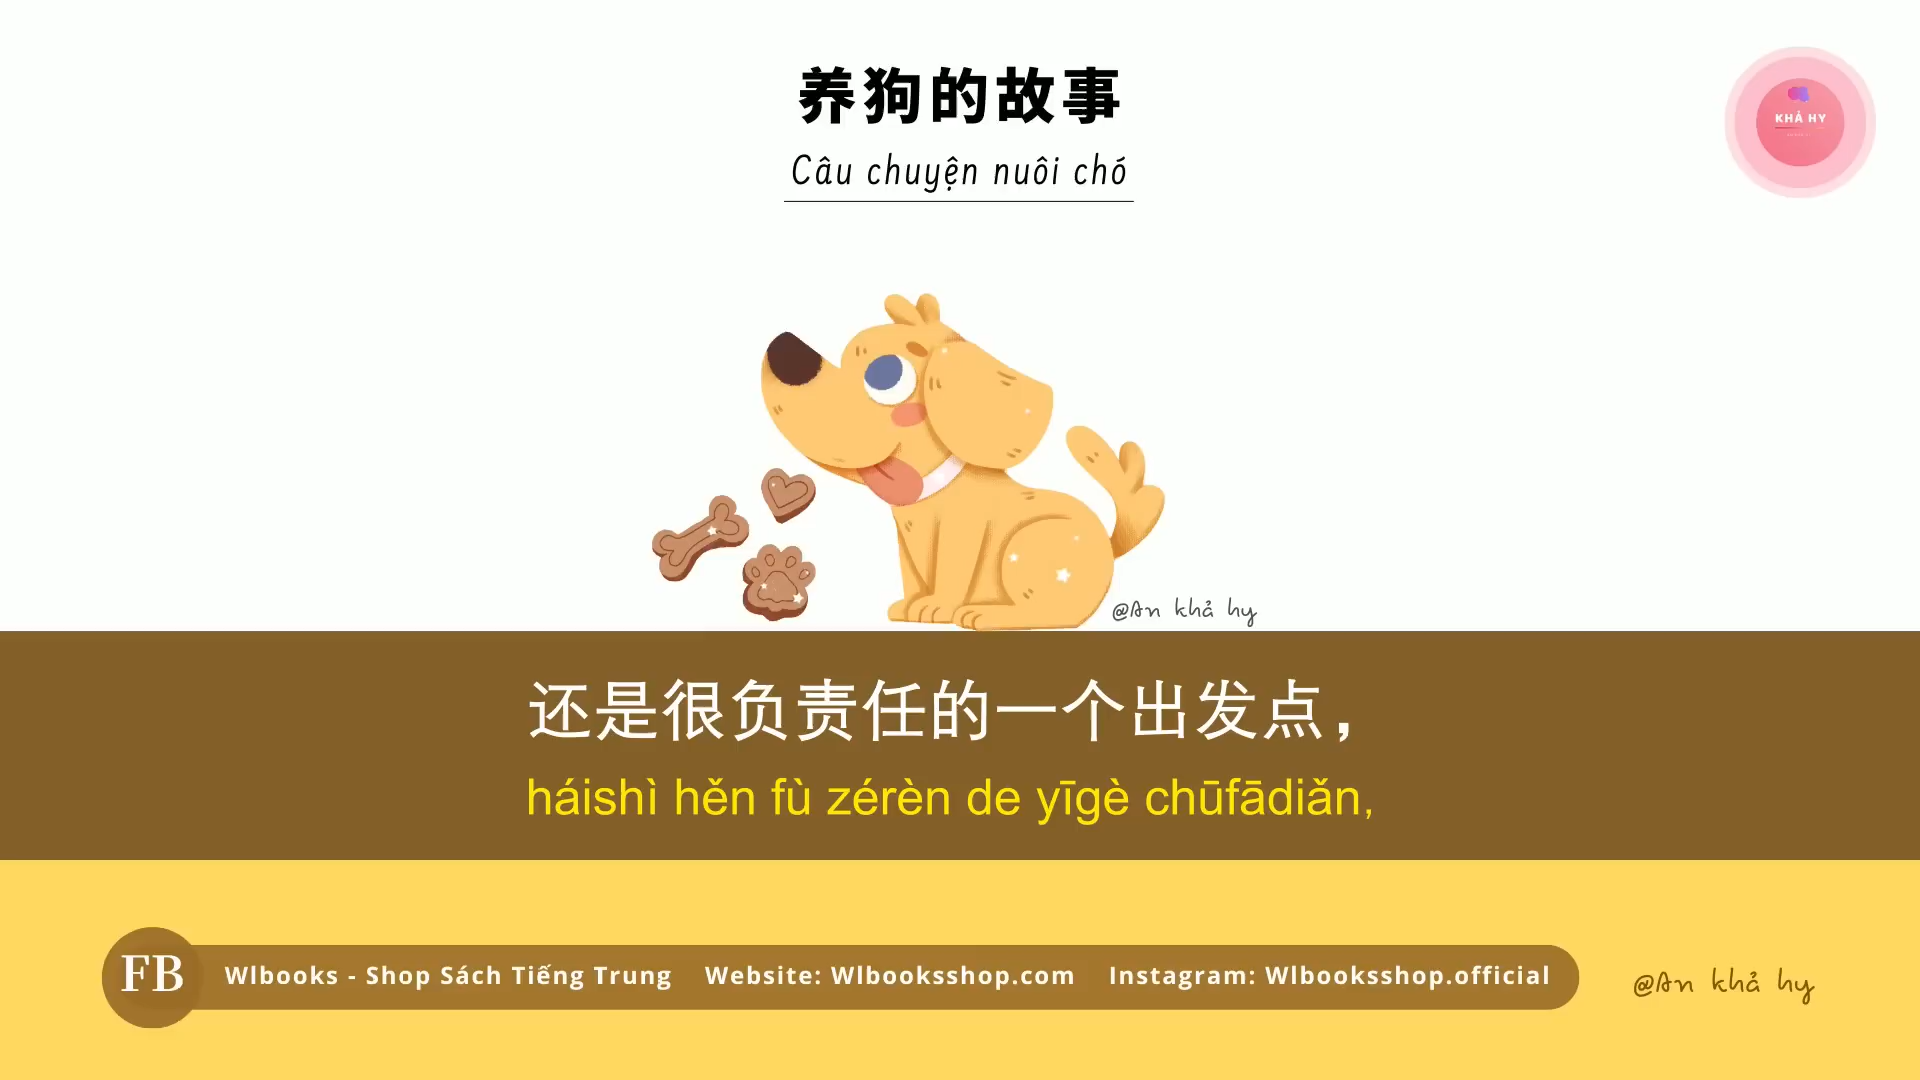 养狗的故事
Câu chuyện nuôi chó
KHẢ HY
@An khả hy
还是很负责任的一个出发点，
háishì hěn fù zérèn de yīgè chūfādiǎn,
FB
Wlbooks - Shop Sách Tiếng Trung Website: Wlbooksshop.com Instagram: Wlbooksshop.official
@An khả hy